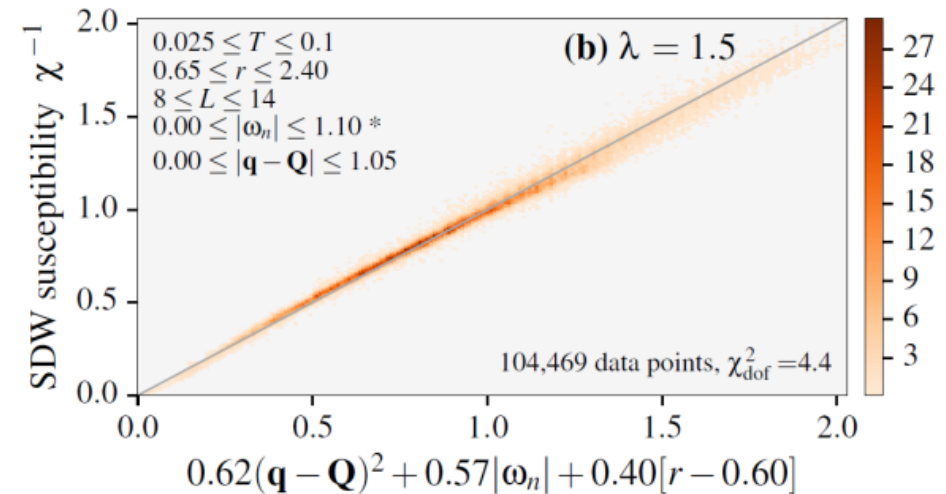 SDW susceptibility χ⁻¹
2.0
1.5
1.0
0.5
0.0
0.025 ≤ T ≤ 0.1
0.65 ≤ r ≤ 2.40
8 ≤ L ≤ 14
0.00 ≤ |ωₙ| ≤ 1.10 *
0.00 ≤ |q − Q| ≤ 1.05
(b) λ = 1.5
104,469 data points, χ²dof =4.4
0.0 0.5 1.0 1.5 2.0
0.62(q − Q)² + 0.57|ωₙ| + 0.40[r − 0.60]
27
24
21
18
15
12
9
6
3